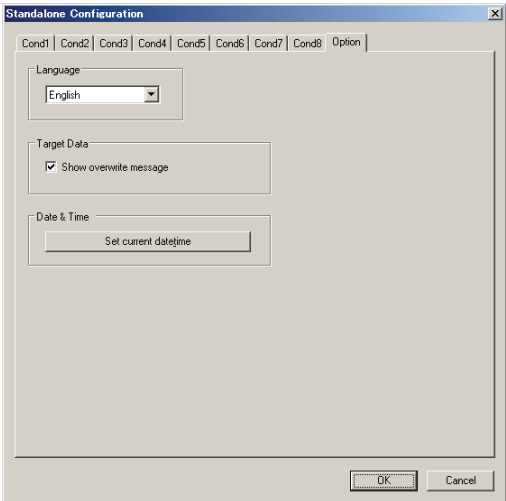 Standalone Configuration
Cond1 Cond2 Cond3 Cond4 Cond5 Cond6 Cond7 Cond8 Option
Language
English
Target Data
Show overwrite message
Date & Time
Set current datetime
OK Cancel